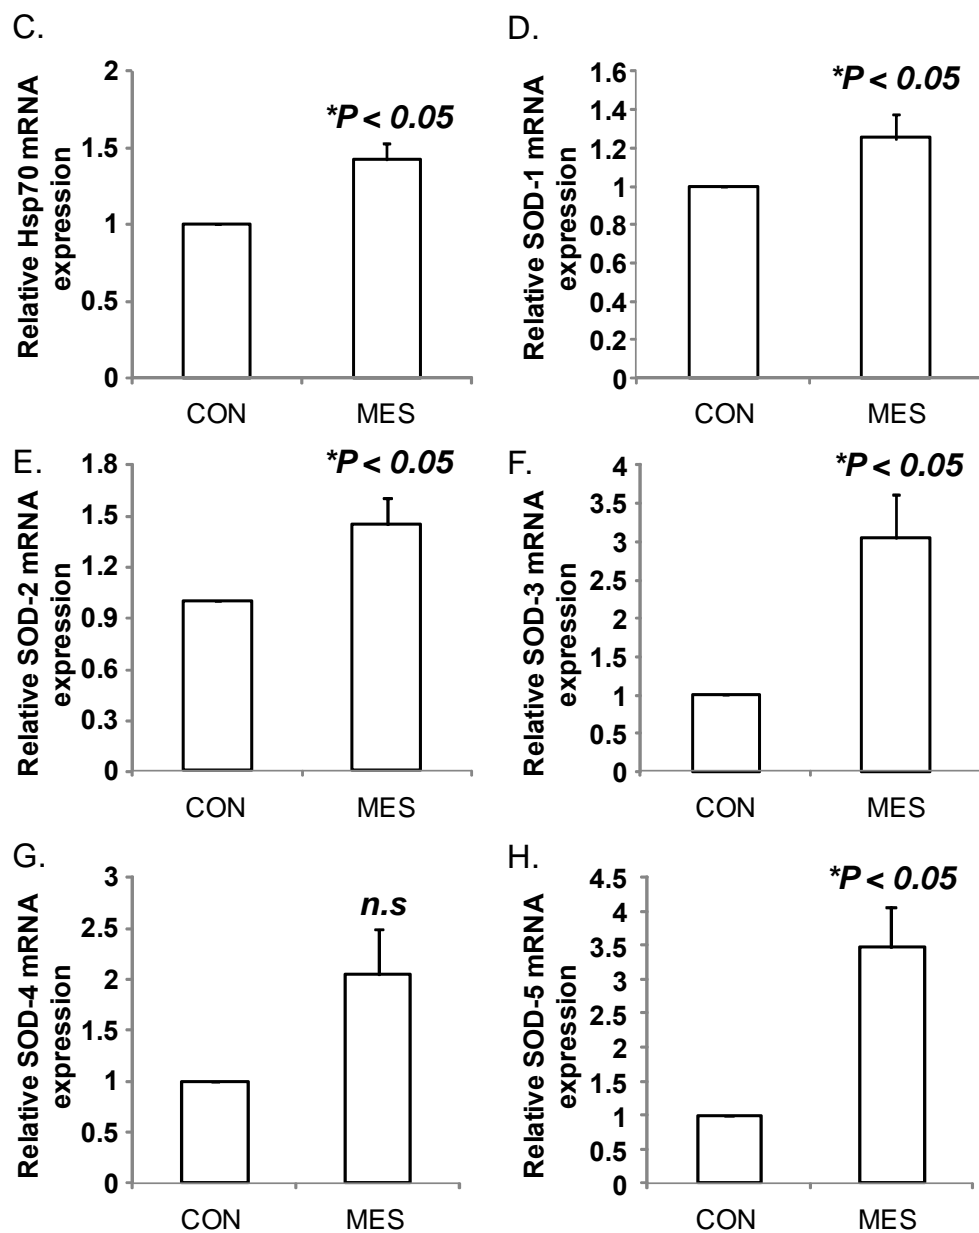 C.
Relative Hsp70 mRNA
expression
2
1.5
1
0.5
0
*P < 0.05
CON MES
D.
Relative SOD-1 mRNA
expression
1.6
1.4
1.2
1
0.8
0.6
0.4
0.2
0
*P < 0.05
CON MES
E.
Relative SOD-2 mRNA
expression
1.8
1.5
1.2
0.9
0.6
0.3
0
*P < 0.05
CON MES
F.
Relative SOD-3 mRNA
expression
4
3.5
3
2.5
2
1.5
1
0.5
0
*P < 0.05
CON MES
G.
Relative SOD-4 mRNA
expression
3
2.5
2
1.5
1
0.5
0
n.s
CON MES
H.
Relative SOD-5 mRNA
expression
4.5
4
3.5
3
2.5
2
1.5
1
0.5
0
*P < 0.05
CON MES